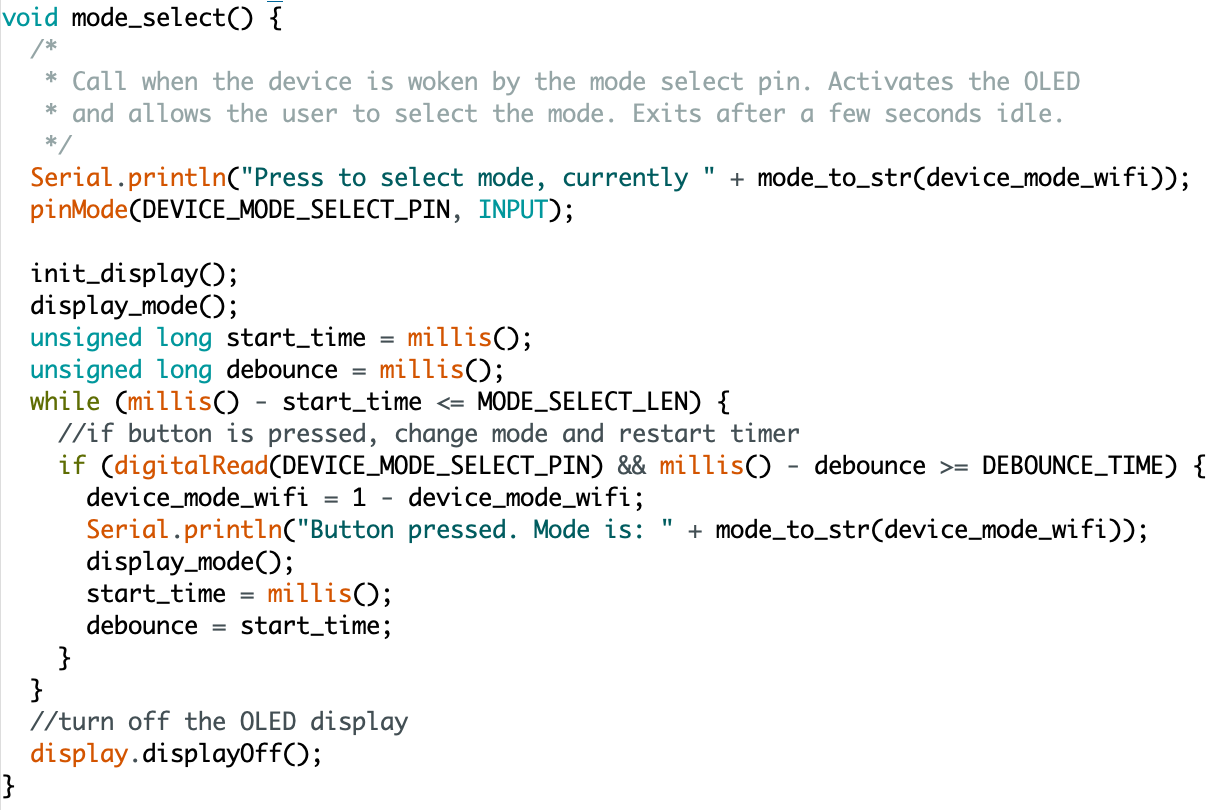 void mode_select() {
  /*
   * Call when the device is woken by the mode select pin. Activates the OLED
   * and allows the user to select the mode. Exits after a few seconds idle.
   */
  Serial.println("Press to select mode, currently " + mode_to_str(device_mode_wifi));
  pinMode(DEVICE_MODE_SELECT_PIN, INPUT);

  init_display();
  display_mode();
  unsigned long start_time = millis();
  unsigned long debounce = millis();
  while (millis() - start_time <= MODE_SELECT_LEN) {
    //if button is pressed, change mode and restart timer
    if (digitalRead(DEVICE_MODE_SELECT_PIN) && millis() - debounce >= DEBOUNCE_TIME) {
      device_mode_wifi = 1 - device_mode_wifi;
      Serial.println("Button pressed. Mode is: " + mode_to_str(device_mode_wifi));
      display_mode();
      start_time = millis();
      debounce = start_time;
    }
  }
  //turn off the OLED display
  display.displayOff();
}